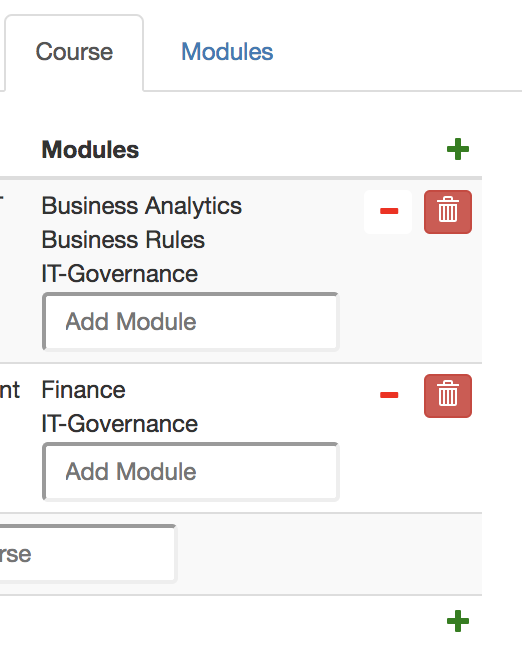 Course
Modules
Modules
Business Analytics
Business Rules
IT-Governance
Add Module
nt Finance
IT-Governance
Add Module
rse